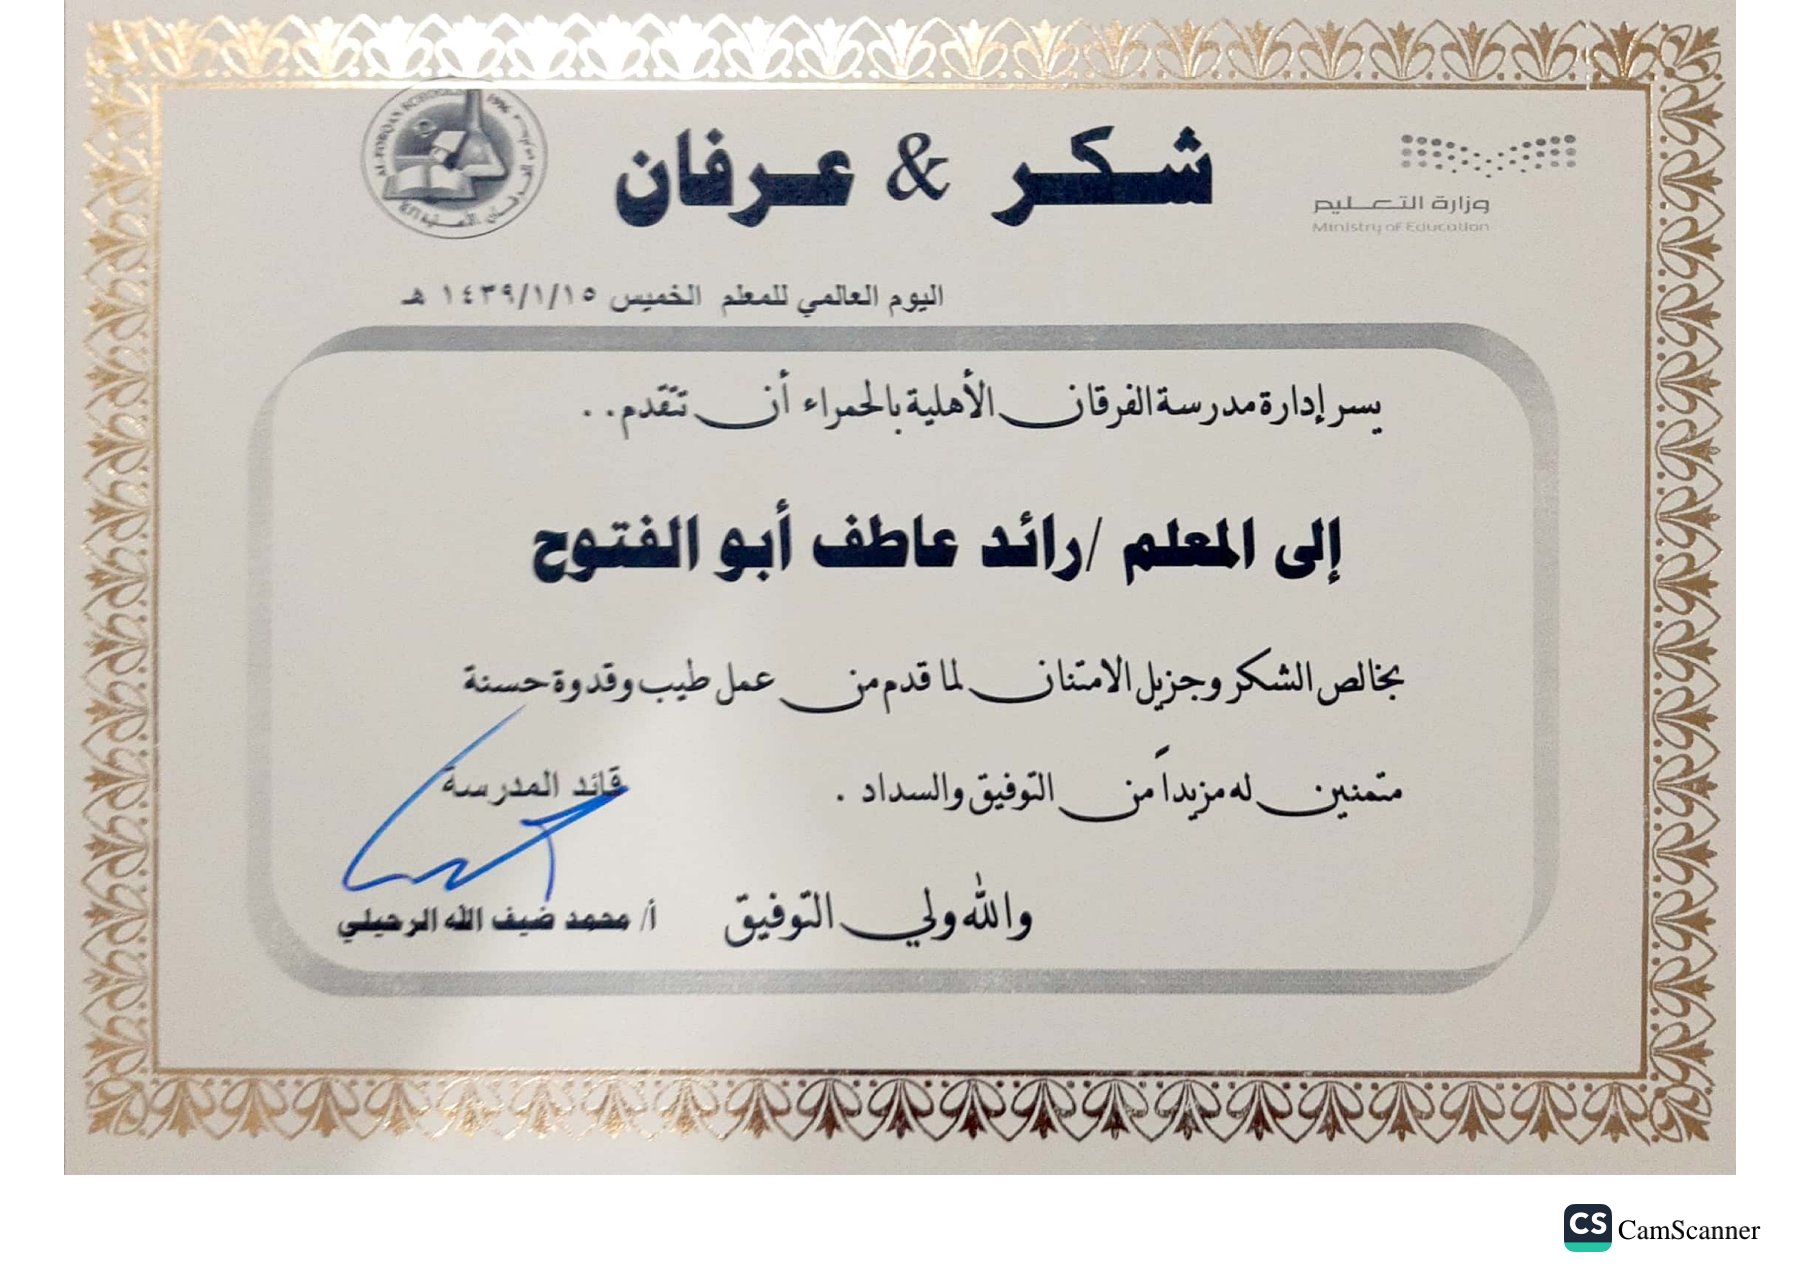 شكر & عرفان
وزارة التعليم
Ministry of Education
AL-FORQAN SCHOOLS 1996
اليوم العالمي للمعلم الخميس ١٤٣٩/١/١٥ هـ
يسر إدارة مدرسة الفرقان الأهلية بالحمراء أن تتقدم..
إلى المعلم /رائد عاطف أبو الفتوح
بخالص الشكر وجزيل الامتنان لما قدم من عمل طيب وقدوة حسنة
متمنين له مزيداً من التوفيق والسداد .
قائد المدرسة
والله ولي التوفيق
أ/ محمد ضيف الله الرحيلي
CS CamScanner